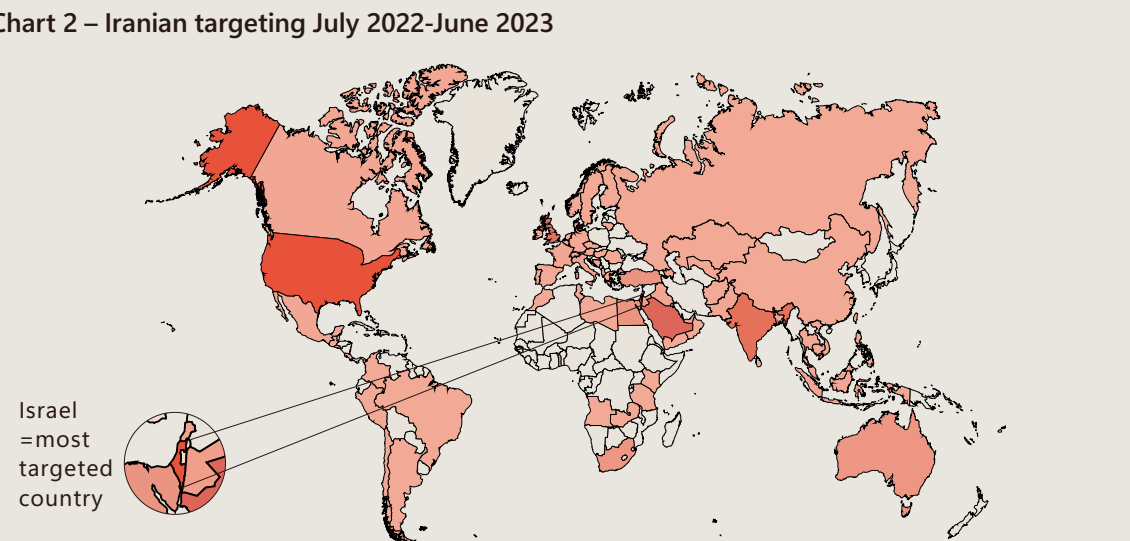 Chart 2 – Iranian targeting July 2022-June 2023
Israel
=most
targeted
country